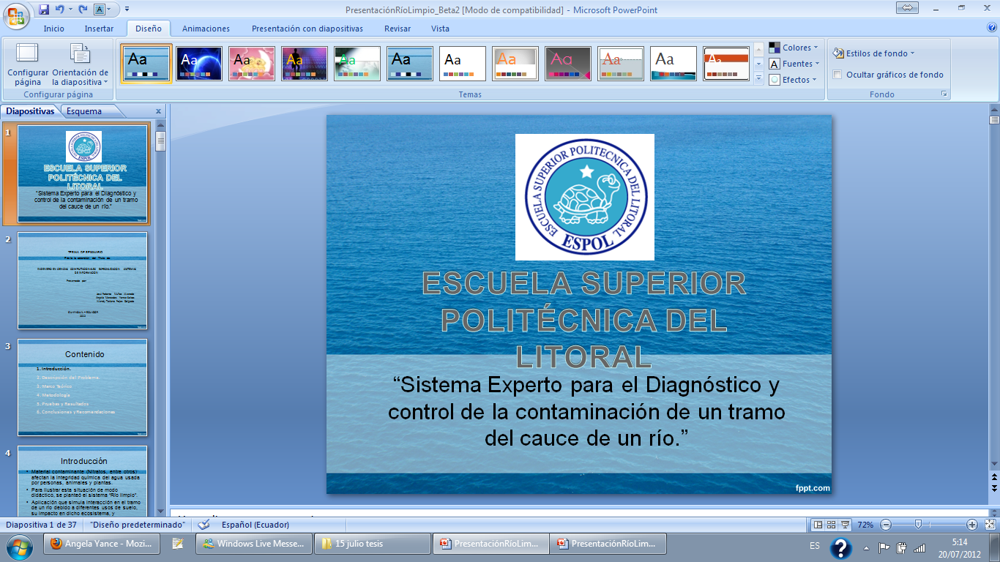 PresentaciónRíoLimpio_Beta2 [Modo de compatibilidad] - Microsoft PowerPoint
Inicio Insertar Diseño Animaciones Presentación con diapositivas Revisar Vista
Configurar página
Orientación de la diapositiva
Configurar página
Aa Aa Aa Aa Aa Aa Aa Aa Aa Aa Aa Aa
Temas
Colores
Fuentes
Efectos
Estilos de fondo
Ocultar gráficos de fondo
Fondo
Diapositivas Esquema x
1
ESCUELA SUPERIOR
POLITÉCNICA DEL
LITORAL
"Sistema Experto para el Diagnóstico y
control de la contaminación de un tramo
del cauce de un río."
2
TESINA DE SEMINARIO
3
Contenido
1. Introducción.
2. Descripción del Problema.
3. Marco Teórico
4. Metodología
5. Pruebas y Resultados
6. Conclusiones y Recomendaciones
4
Introducción
• Material contaminante (Nitratos, entre otros)
afectan la integridad química del agua usada
por personas, animales y plantas.
• Para ilustrar esta situación de modo
didáctico, se planteó el sistema "Río limpio".
• Aplicación que simula interacción en el tramo
de un río debido a diferentes usos de suelo,
su impacto en dicho ecosistema, y
ESCUELA SUPERIOR POLITECNICA DEL LITORAL
ESPOL
ESCUELA SUPERIOR
POLITÉCNICA DEL
LITORAL
“Sistema Experto para el Diagnóstico y
control de la contaminación de un tramo
del cauce de un río.”
fppt.com
Diapositiva 1 de 37 "Diseño predeterminado" Español (Ecuador) 72%
Angela Yance - Mozi... Windows Live Messe... 15 julio tesis PresentaciónRíoLim... PresentaciónRíoLim... ES 5:14
20/07/2012